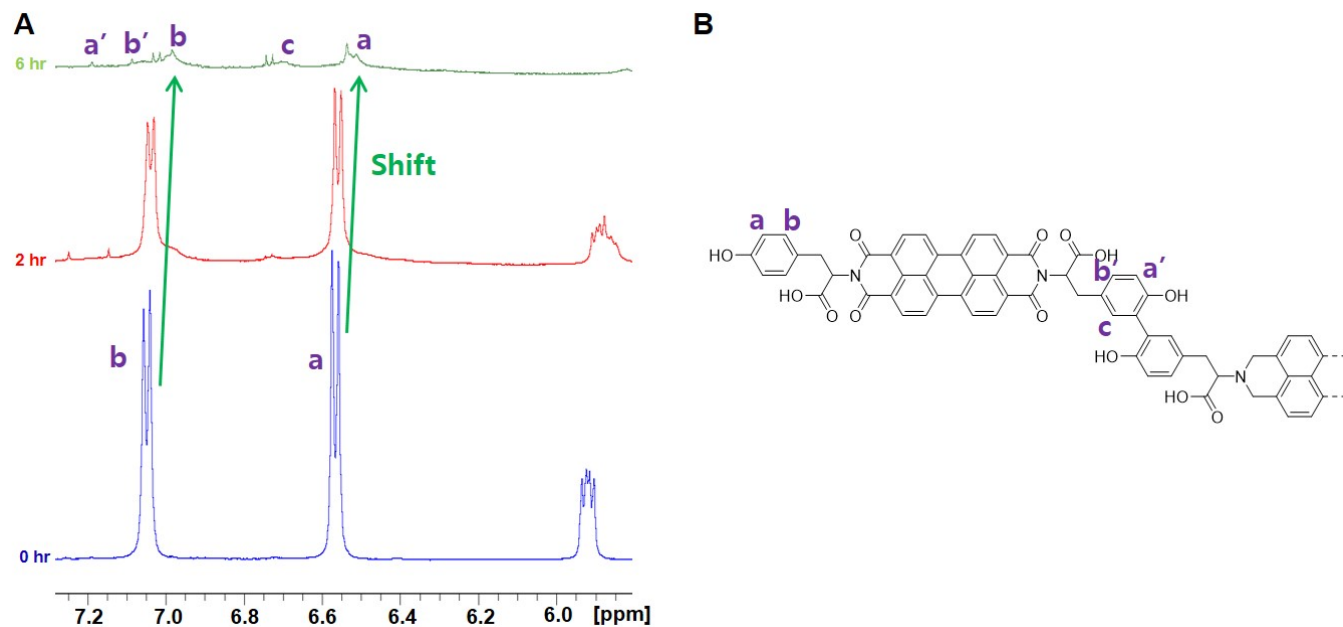 A
B
a′ b′ b c a
6 hr
Shift
2 hr
b a
0 hr
7.2 7.0 6.8 6.6 6.4 6.2 6.0 [ppm]
a b
HO
HO
O
O
O
N
O
O
O
N
O
O
OH
b′ a′
OH
c
HO
HO
O
N